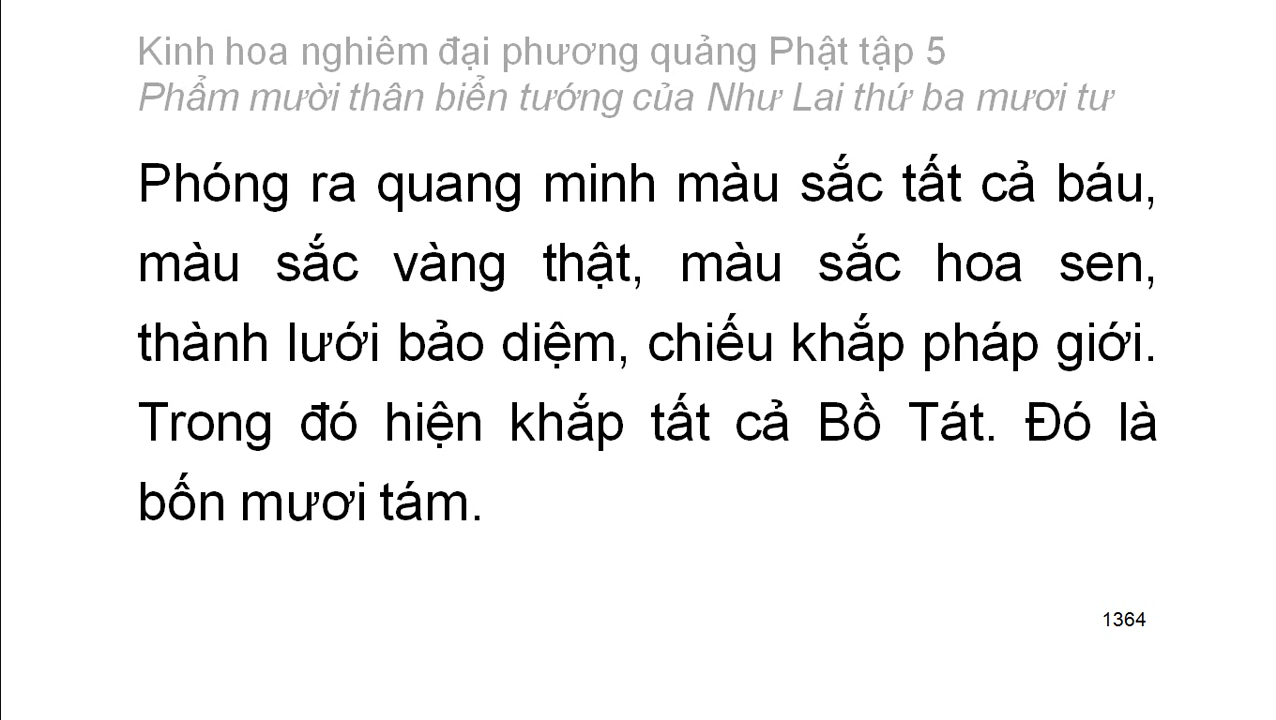 Kinh hoa nghiêm đại phương quảng Phật tập 5
Phẩm mười thân biển tướng của Như Lai thứ ba mươi tư
Phóng ra quang minh màu sắc tất cả báu,
màu sắc vàng thật, màu sắc hoa sen,
thành lưới bảo diệm, chiếu khắp pháp giới.
Trong đó hiện khắp tất cả Bồ Tát. Đó là
bốn mươi tám.
1364